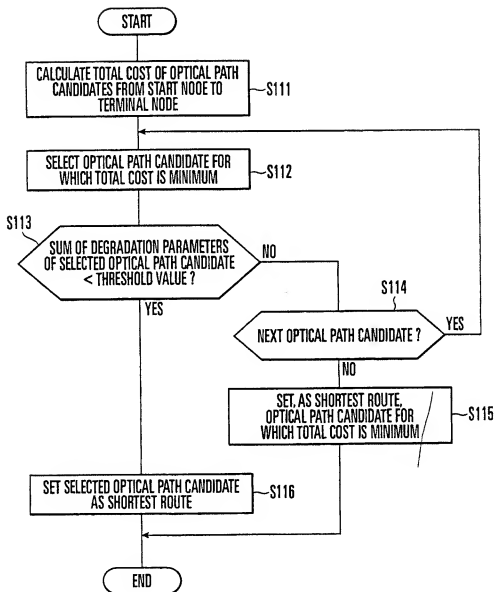 START
CALCULATE TOTAL COST OF OPTICAL PATH
CANDIDATES FROM START NODE TO
TERMINAL NODE
S111
SELECT OPTICAL PATH CANDIDATE FOR
WHICH TOTAL COST IS MINIMUM
S112
S113
SUM OF DEGRADATION PARAMETERS
OF SELECTED OPTICAL PATH CANDIDATE
< THRESHOLD VALUE ?
NO
YES
S114
NEXT OPTICAL PATH CANDIDATE ?
YES
NO
SET, AS SHORTEST ROUTE,
OPTICAL PATH CANDIDATE FOR
WHICH TOTAL COST IS MINIMUM
S115
SET SELECTED OPTICAL PATH CANDIDATE
AS SHORTEST ROUTE
S116
END